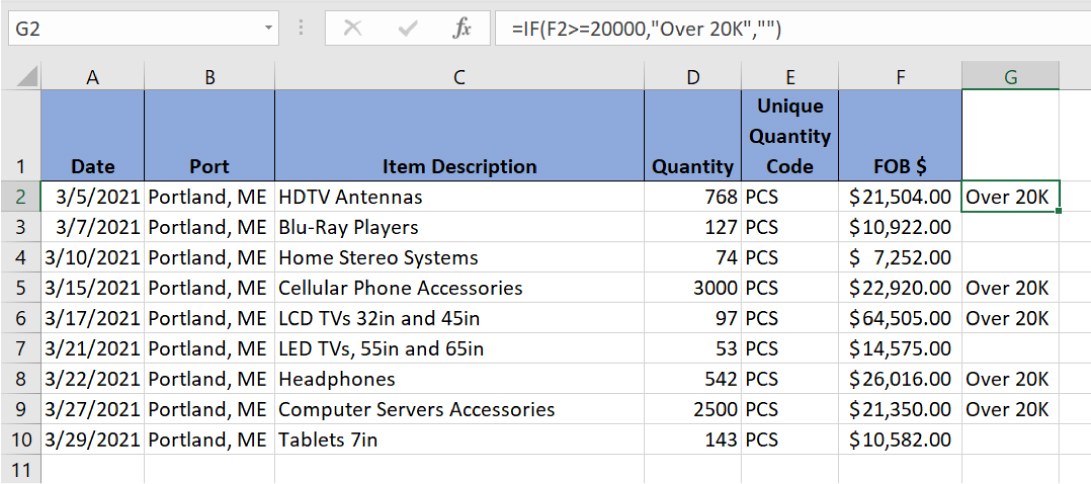 G2 fx =IF(F2>=20000,"Over 20K","")
A B C D E F G
1 Date Port Item Description Quantity Unique Quantity Code FOB $
2 3/5/2021 Portland, ME HDTV Antennas 768 PCS $21,504.00 Over 20K
3 3/7/2021 Portland, ME Blu-Ray Players 127 PCS $10,922.00
4 3/10/2021 Portland, ME Home Stereo Systems 74 PCS $ 7,252.00
5 3/15/2021 Portland, ME Cellular Phone Accessories 3000 PCS $22,920.00 Over 20K
6 3/17/2021 Portland, ME LCD TVs 32in and 45in 97 PCS $64,505.00 Over 20K
7 3/21/2021 Portland, ME LED TVs, 55in and 65in 53 PCS $14,575.00
8 3/22/2021 Portland, ME Headphones 542 PCS $26,016.00 Over 20K
9 3/27/2021 Portland, ME Computer Servers Accessories 2500 PCS $21,350.00 Over 20K
10 3/29/2021 Portland, ME Tablets 7in 143 PCS $10,582.00
11